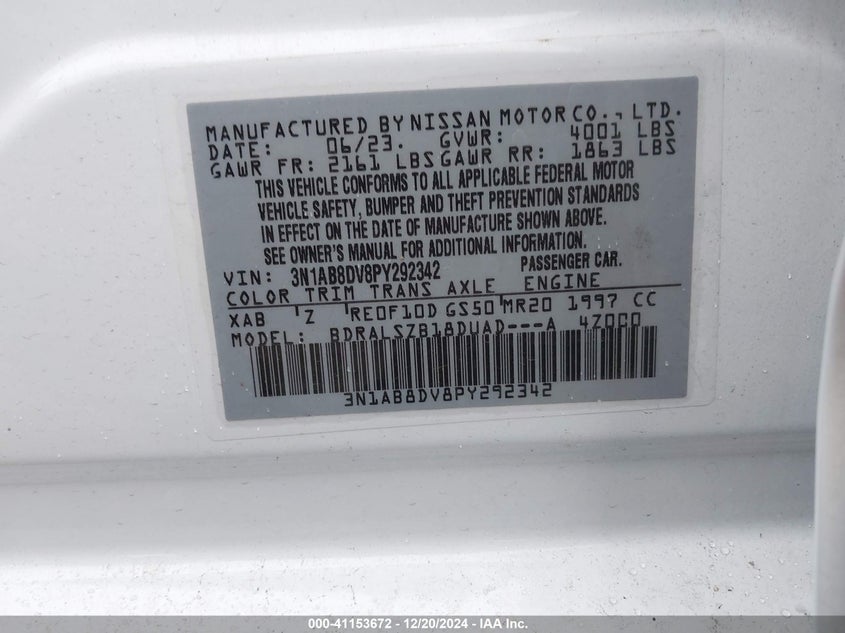 MANUFACTURED BY NISSAN MOTOR CO., LTD.
DATE: 06/23. GVWR: 4001 LBS
GAWR FR: 2161 LBS GAWR RR: 1863 LBS
THIS VEHICLE CONFORMS TO ALL APPLICABLE FEDERAL MOTOR
VEHICLE SAFETY, BUMPER AND THEFT PREVENTION STANDARDS
IN EFFECT ON THE DATE OF MANUFACTURE SHOWN ABOVE.
SEE OWNER'S MANUAL FOR ADDITIONAL INFORMATION.
VIN: 3N1AB8DV8PY292342 PASSENGER CAR.
COLOR TRIM TRANS AXLE ENGINE
XAB Z RE0F10D GS50 MR20 1997 CC
MODEL: BDRALSZB18DUAD---A 4Z000
3N1AB8DV8PY292342
000-41153672 - 12/20/2024 - IAA Inc.